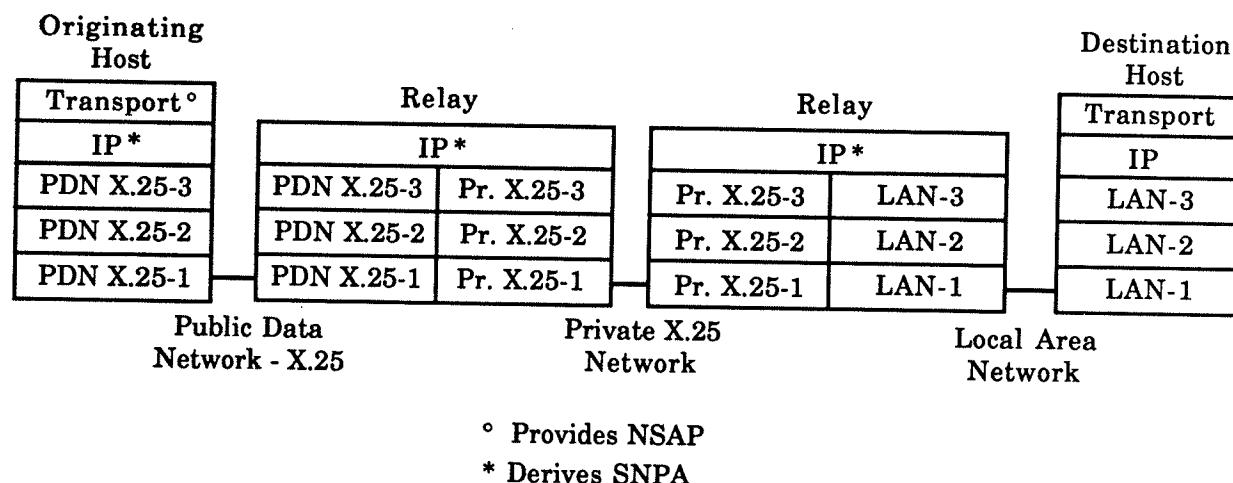 Originating
Host
Transport°
IP*
PDN X.25-3
PDN X.25-2
PDN X.25-1
Relay
IP*
PDN X.25-3 Pr. X.25-3
PDN X.25-2 Pr. X.25-2
PDN X.25-1 Pr. X.25-1
Relay
IP*
Pr. X.25-3 LAN-3
Pr. X.25-2 LAN-2
Pr. X.25-1 LAN-1
Destination
Host
Transport
IP
LAN-3
LAN-2
LAN-1
Public Data
Network - X.25
Private X.25
Network
Local Area
Network
° Provides NSAP
* Derives SNPA